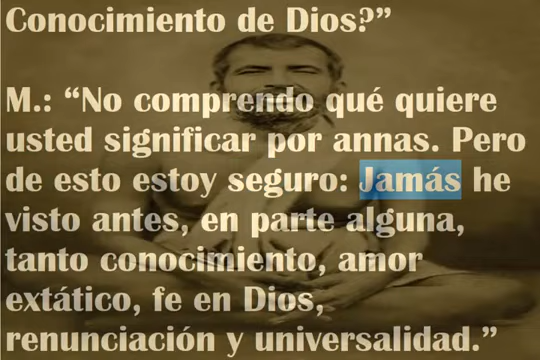 Conocimiento de Dios?”
M.: “No comprendo qué quiere
usted significar por annas. Pero
de esto estoy seguro: Jamás he
visto antes, en parte alguna,
tanto conocimiento, amor
extático, fe en Dios,
renunciación y universalidad.”